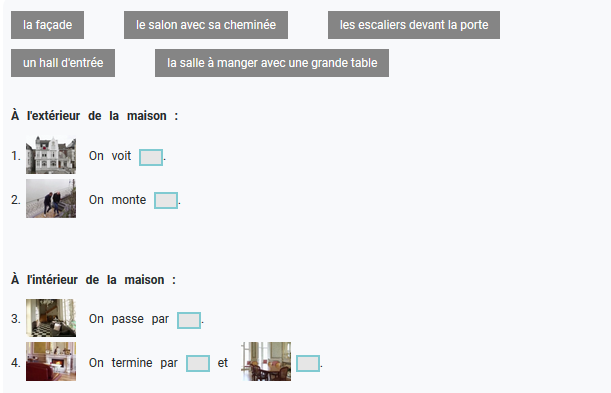 la façade
le salon avec sa cheminée
les escaliers devant la porte
un hall d'entrée
la salle à manger avec une grande table
À l'extérieur de la maison :
1. On voit .
2. On monte .
À l'intérieur de la maison :
3. On passe par .
4. On termine par et .